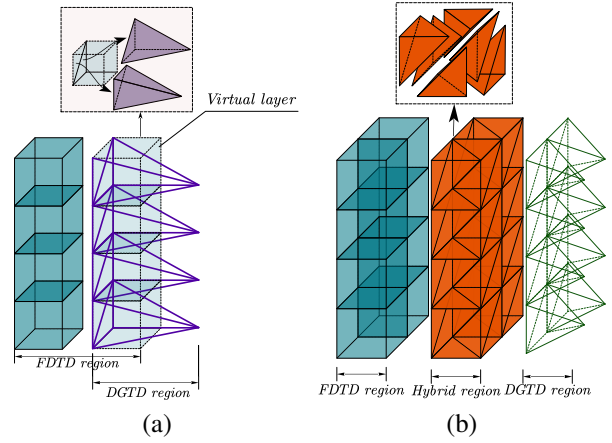 Virtual layer
FDTD region
DGTD region
(a)
FDTD region
Hybrid region
DGTD region
(b)